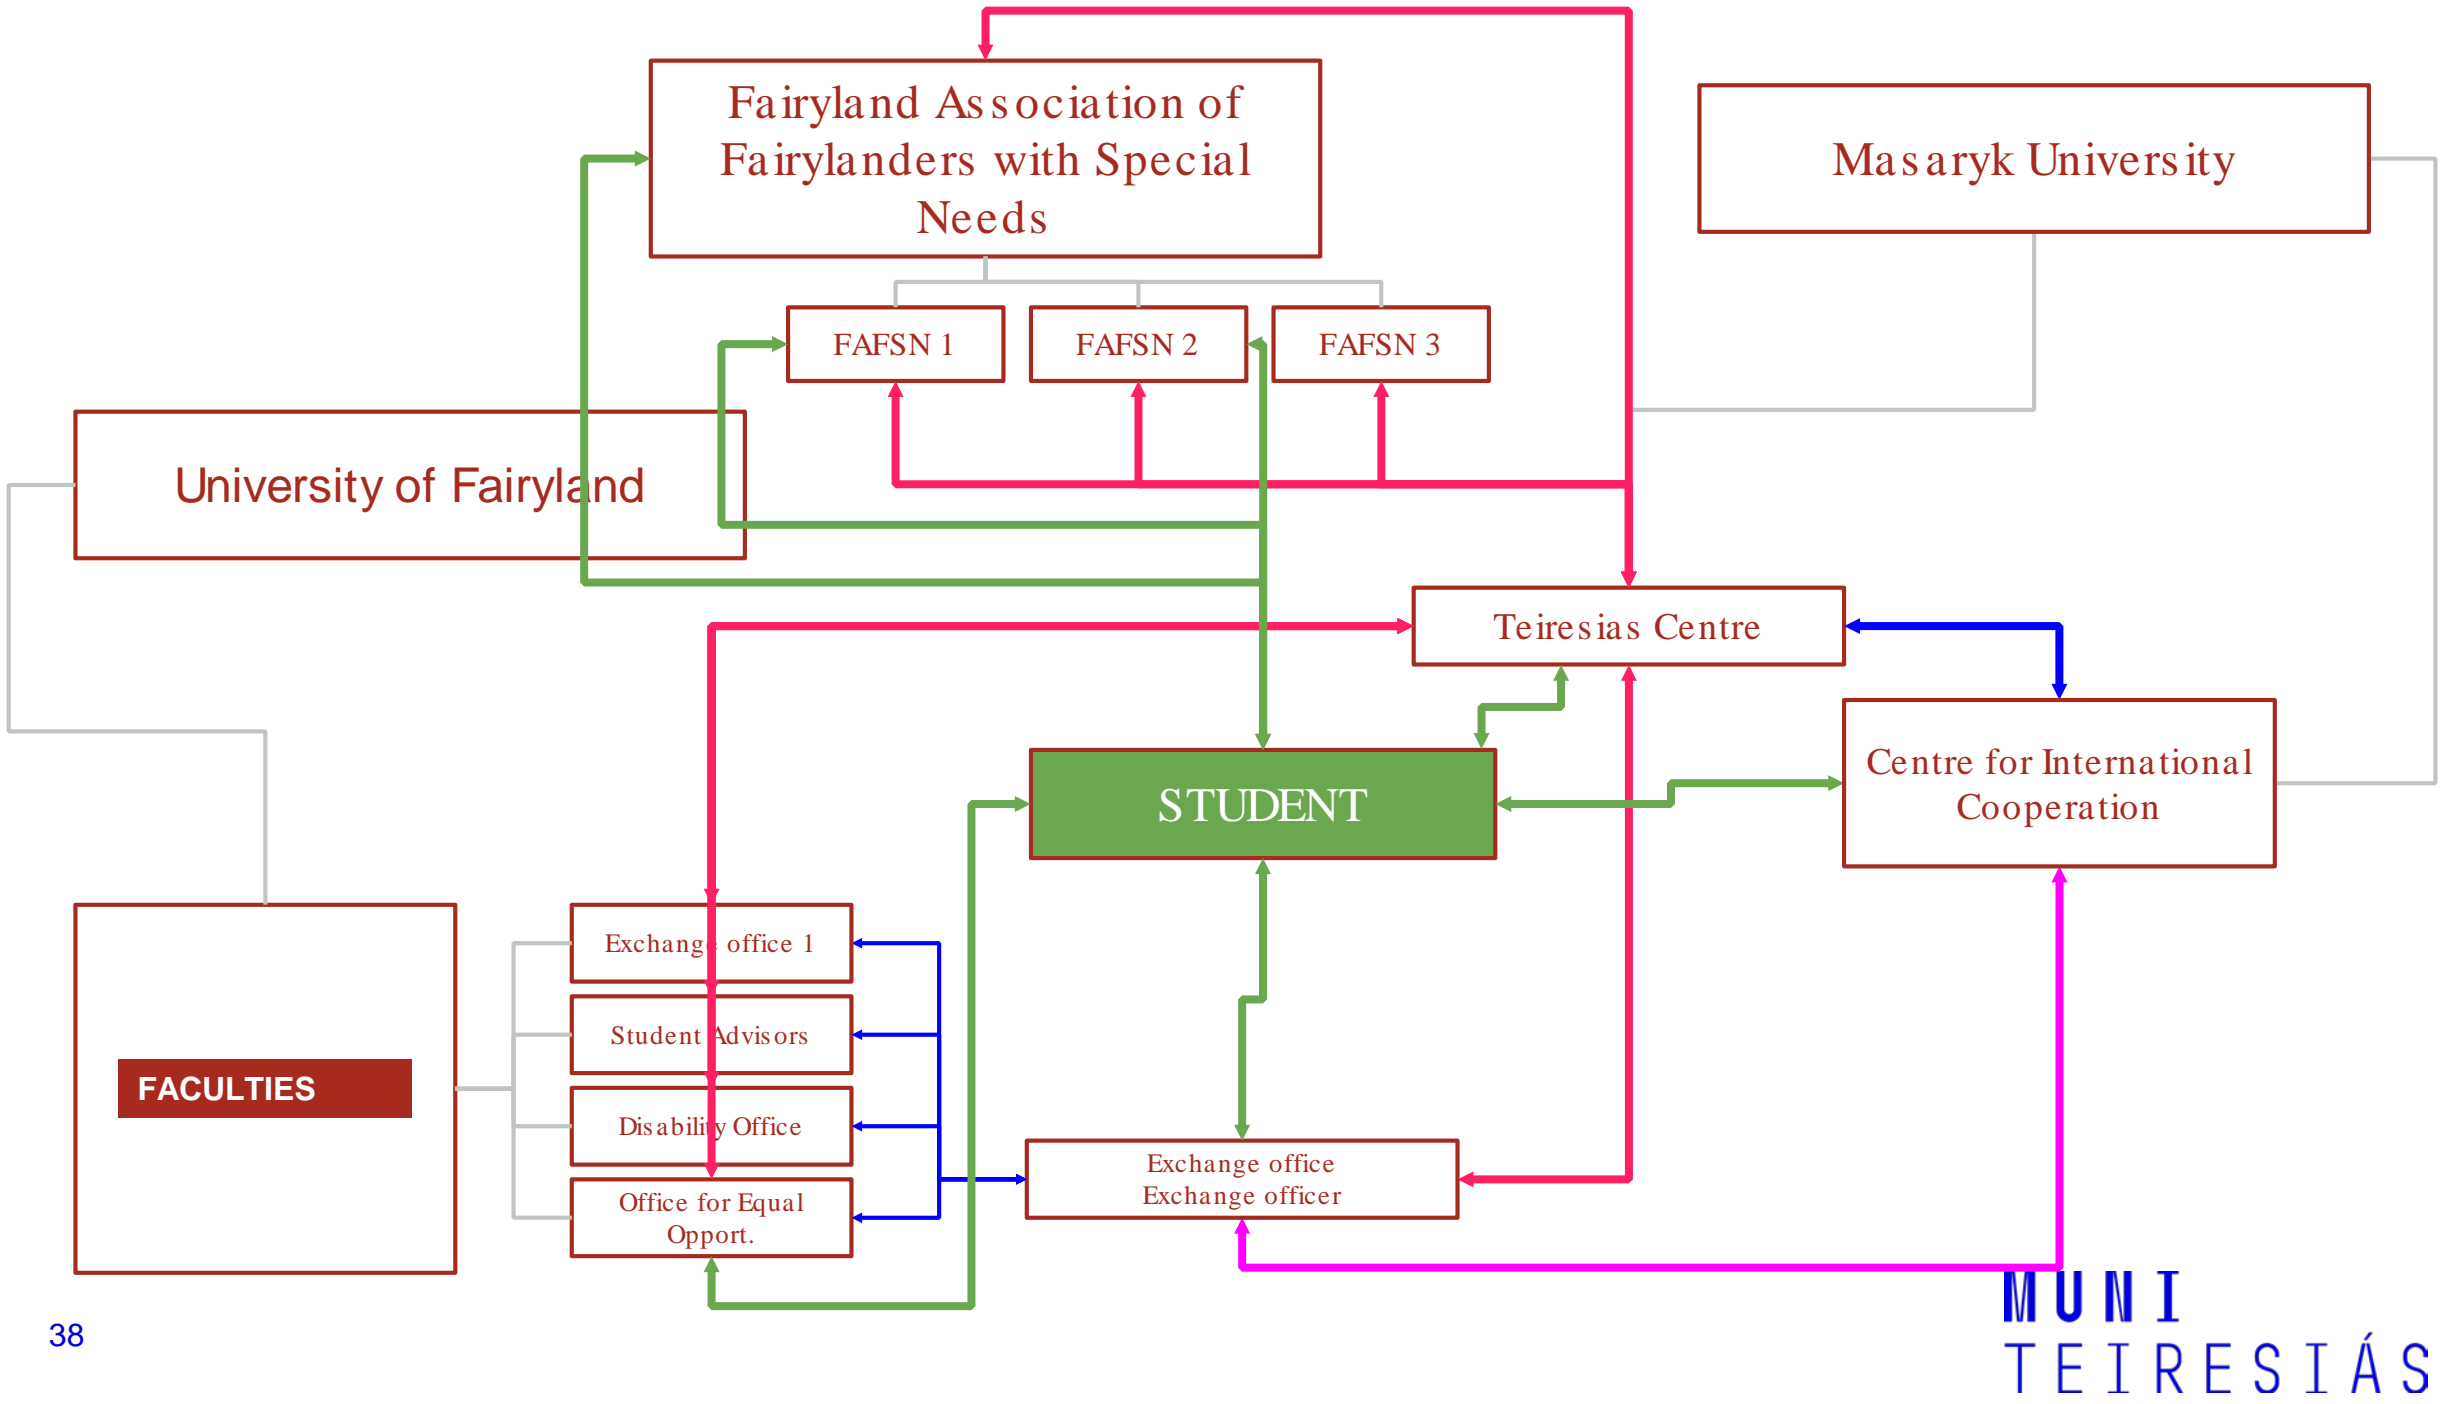 Fairyland Association of
Fairylanders with Special
Needs
Masaryk University
FAFSN 1
FAFSN 2
FAFSN 3
University of Fairyland
Teiresias Centre
Centre for International
Cooperation
STUDENT
Exchange office 1
Student Advisors
FACULTIES
Disability Office
Exchange office
Exchange officer
Office for Equal
Opport.
38
MUNI
TEIRESIÁS